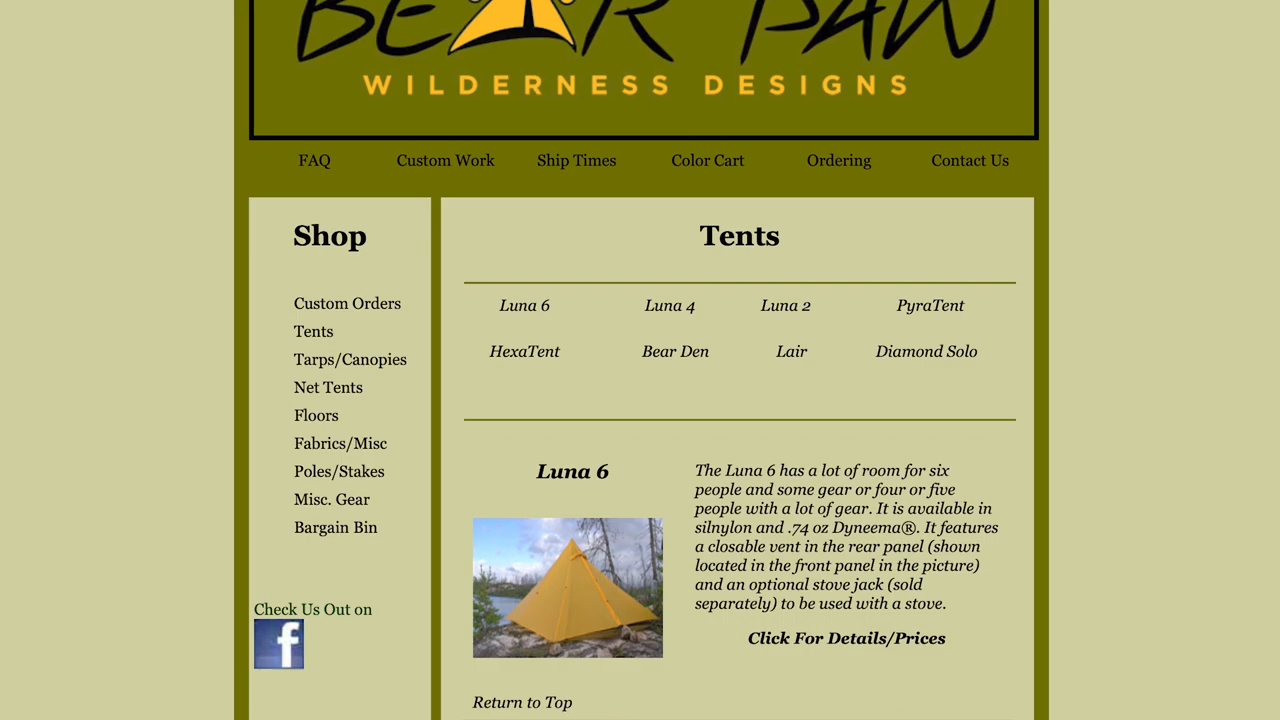 BEAR PAW
WILDERNESS DESIGNS
FAQ Custom Work Ship Times Color Cart Ordering Contact Us
Shop
Custom Orders
Tents
Tarps/Canopies
Net Tents
Floors
Fabrics/Misc
Poles/Stakes
Misc. Gear
Bargain Bin
Check Us Out on
f
Tents
Luna 6 Luna 4 Luna 2 PyraTent
HexaTent Bear Den Lair Diamond Solo
Luna 6
The Luna 6 has a lot of room for six
people and some gear or four or five
people with a lot of gear. It is available in
silnylon and .74 oz Dyneema®. It features
a closable vent in the rear panel (shown
located in the front panel in the picture)
and an optional stove jack (sold
separately) to be used with a stove.
Click For Details/Prices
Return to Top